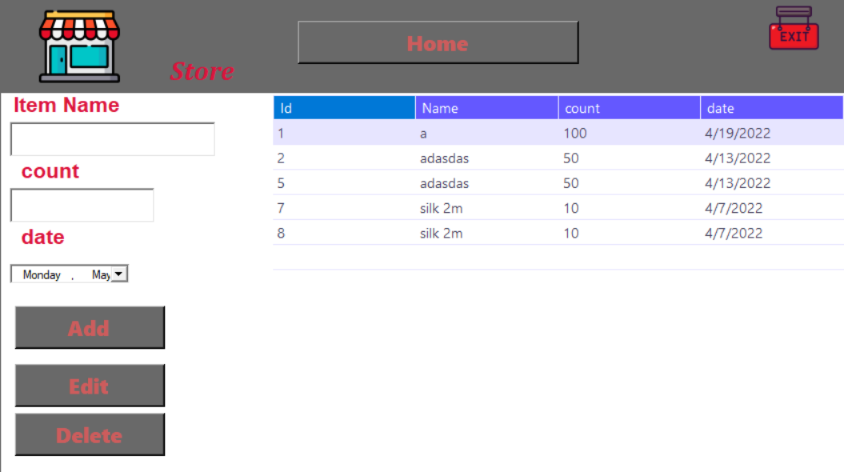 Home
EXIT
Store
Item Name
count
date
Monday , May
Add
Edit
Delete
Id Name count date
1 a 100 4/19/2022
2 adasdas 50 4/13/2022
5 adasdas 50 4/13/2022
7 silk 2m 10 4/7/2022
8 silk 2m 10 4/7/2022